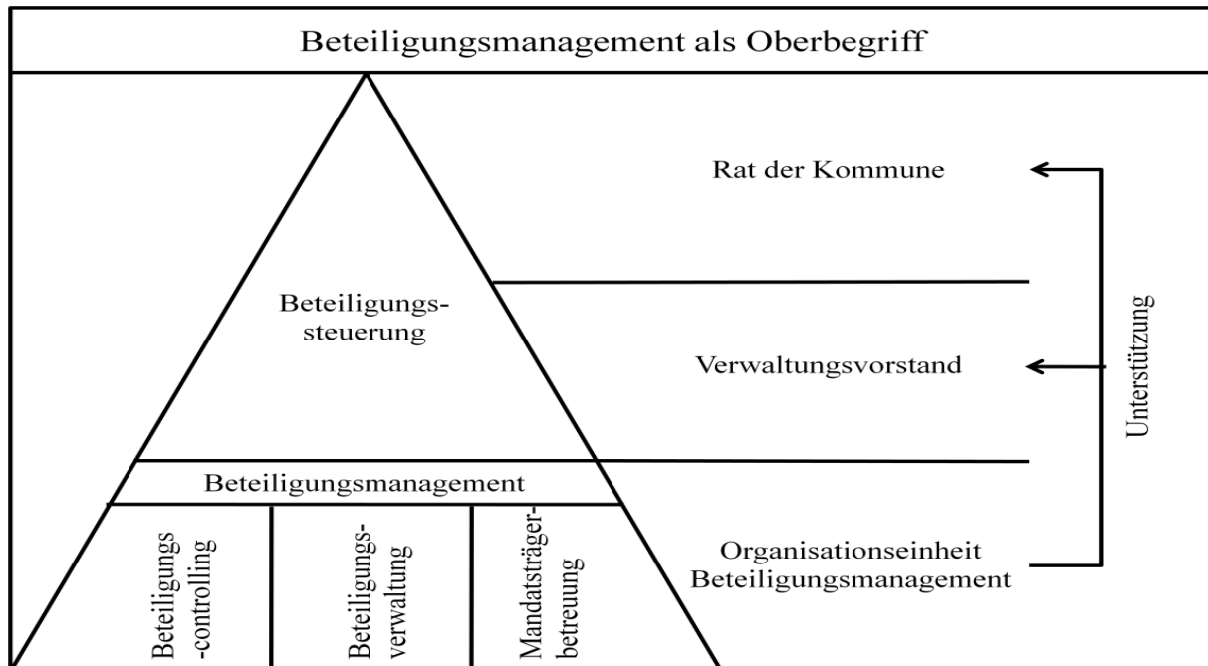 Beteiligungsmanagement als Oberbegriff
Rat der Kommune
Beteiligungs-
steuerung
Verwaltungsvorstand
Unterstützung
Beteiligungsmanagement
Beteiligungs
-controlling
Beteiligungs-
verwaltung
Mandatsträger-
betreuung
Organisationseinheit
Beteiligungsmanagement